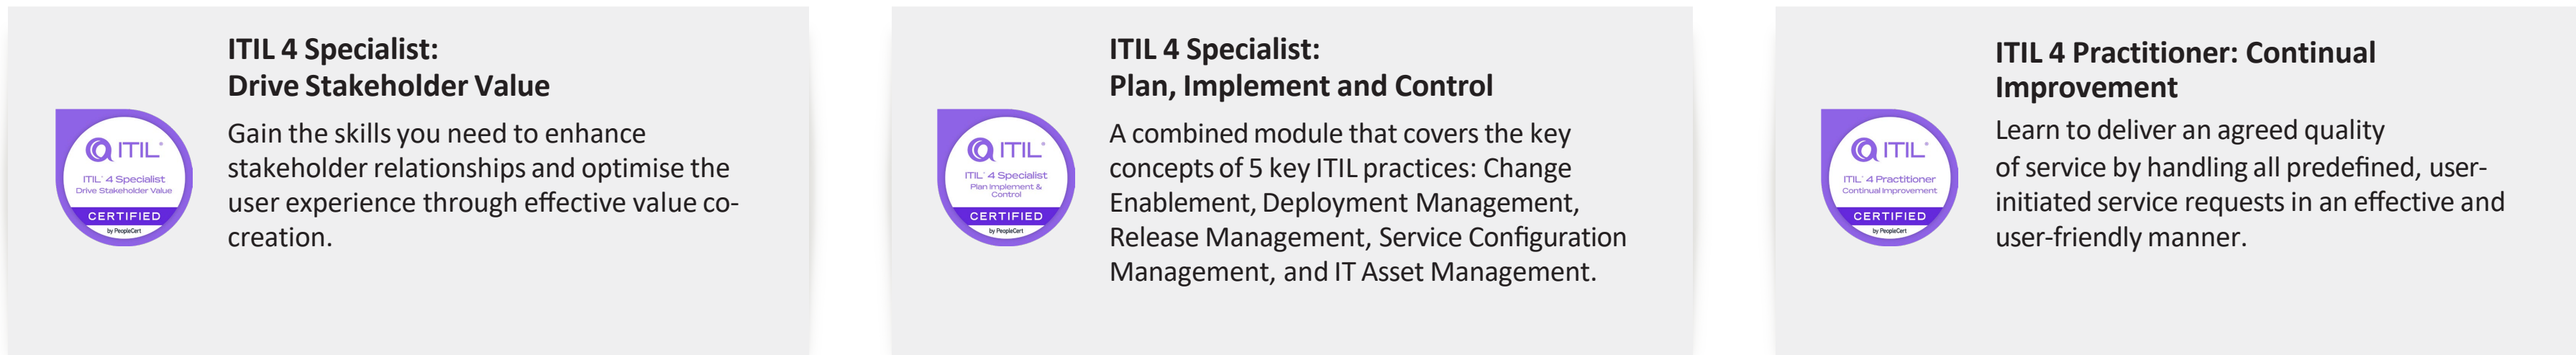 ITIL 4 Specialist:
Drive Stakeholder Value
Gain the skills you need to enhance
stakeholder relationships and optimise the
user experience through effective value co-
creation.
ITIL®
ITIL® 4 Specialist
Drive Stakeholder Value
CERTIFIED
by PeopleCert
ITIL 4 Specialist:
Plan, Implement and Control
A combined module that covers the key
concepts of 5 key ITIL practices: Change
Enablement, Deployment Management,
Release Management, Service Configuration
Management, and IT Asset Management.
ITIL®
ITIL® 4 Specialist
Plan Implement &
Control
CERTIFIED
by PeopleCert
ITIL 4 Practitioner: Continual
Improvement
Learn to deliver an agreed quality
of service by handling all predefined, user-
initiated service requests in an effective and
user-friendly manner.
ITIL®
ITIL® 4 Practitioner
Continual Improvement
CERTIFIED
by PeopleCert